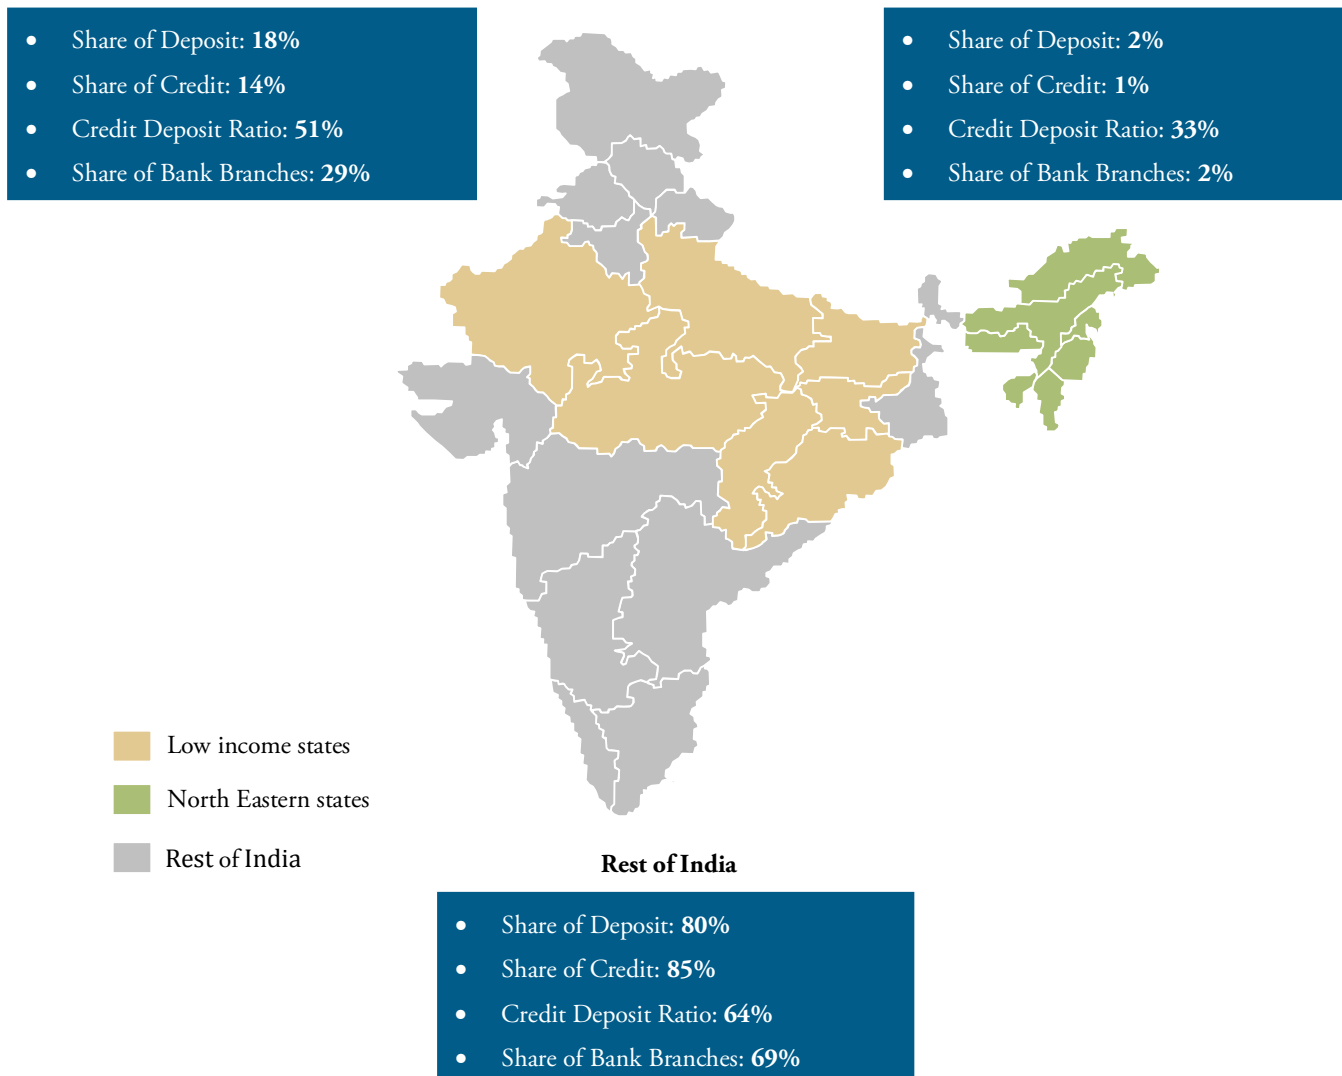 • Share of Deposit: 18%
• Share of Credit: 14%
• Credit Deposit Ratio: 51%
• Share of Bank Branches: 29%
• Share of Deposit: 2%
• Share of Credit: 1%
• Credit Deposit Ratio: 33%
• Share of Bank Branches: 2%
Low income states
North Eastern states
Rest of India
Rest of India
• Share of Deposit: 80%
• Share of Credit: 85%
• Credit Deposit Ratio: 64%
• Share of Bank Branches: 69%